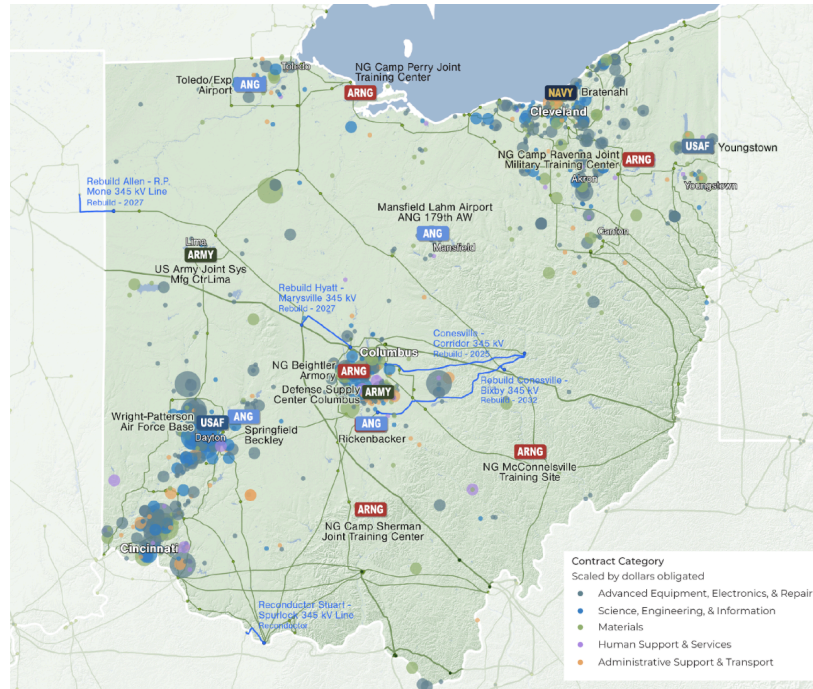 Toledo
Toledo/Exp
Airport
ANG
NG Camp Perry Joint
Training Center
ARNG
NAVY
Bratenahl
Cleveland
USAF
Youngstown
NG Camp Ravenna Joint
Military Training Center
ARNG
Akron
Youngstown
Rebuild Allen - R.P.
Mone 345 kV Line
Rebuild - 2027
Mansfield Lahm Airport
ANG 179th AW
ANG
Mansfield
Canton
Lima
ARMY
US Army Joint Sys
Mfg CtrLima
Rebuild Hyatt -
Marysville 345 kV
Rebuild - 2027
Conesville -
Corridor 345 kV
Rebuild - 2025
Columbus
NG Beightler
Armory
ARNG
Defense Supply
Center Columbus
ARMY
Rebuild Conesville -
Bixby 345 kV
Rebuild - 2032
Wright-Patterson
Air Force Base
USAF
ANG
Springfield
Beckley
Dayton
ANG
Rickenbacker
ARNG
NG McConnelsville
Training Site
ARNG
NG Camp Sherman
Joint Training Center
Cincinnati
Reconductor Stuart -
Spurlock 345 kV Line
Reconductor
Contract Category
Scaled by dollars obligated
Advanced Equipment, Electronics, & Repair
Science, Engineering, & Information
Materials
Human Support & Services
Administrative Support & Transport